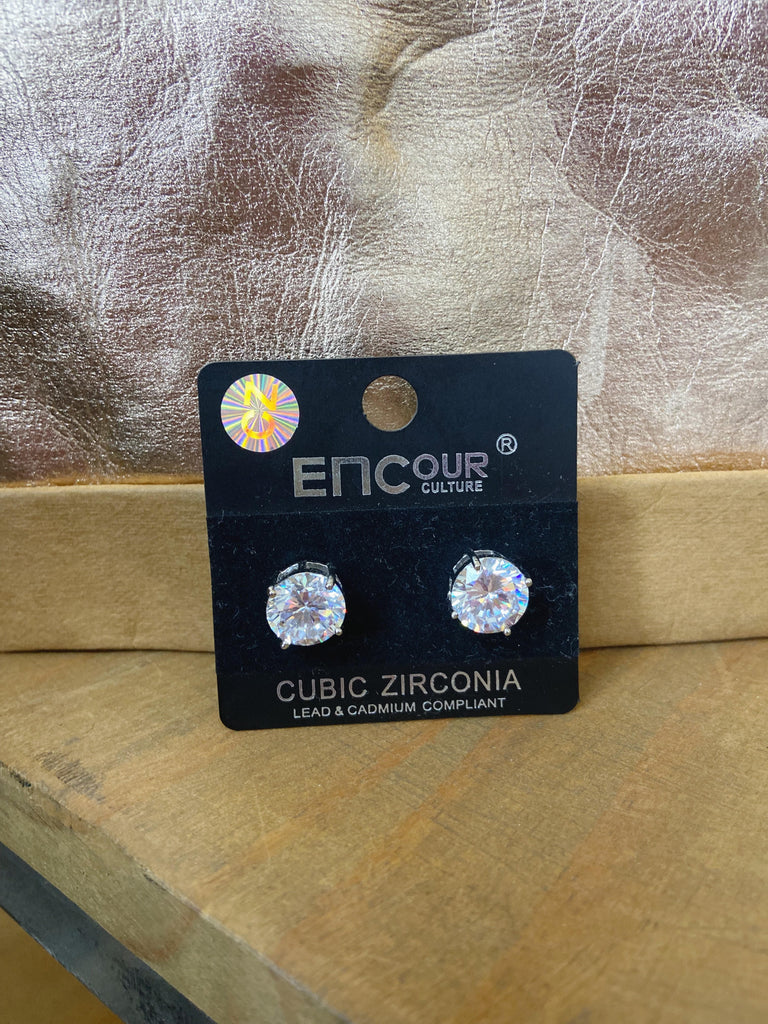 ENCOUR®
CULTURE
CUBIC ZIRCONIA
LEAD & CADMIUM COMPLIANT